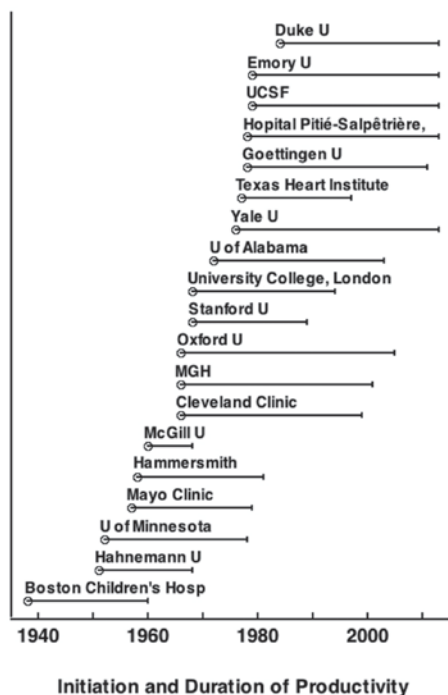 Duke U
Emory U
UCSF
Hopital Pitié-Salpêtrière,
Goettingen U
Texas Heart Institute
Yale U
U of Alabama
University College, London
Stanford U
Oxford U
MGH
Cleveland Clinic
McGill U
Hammersmith
Mayo Clinic
U of Minnesota
Hahnemann U
Boston Children's Hosp
1940 1960 1980 2000
Initiation and Duration of Productivity